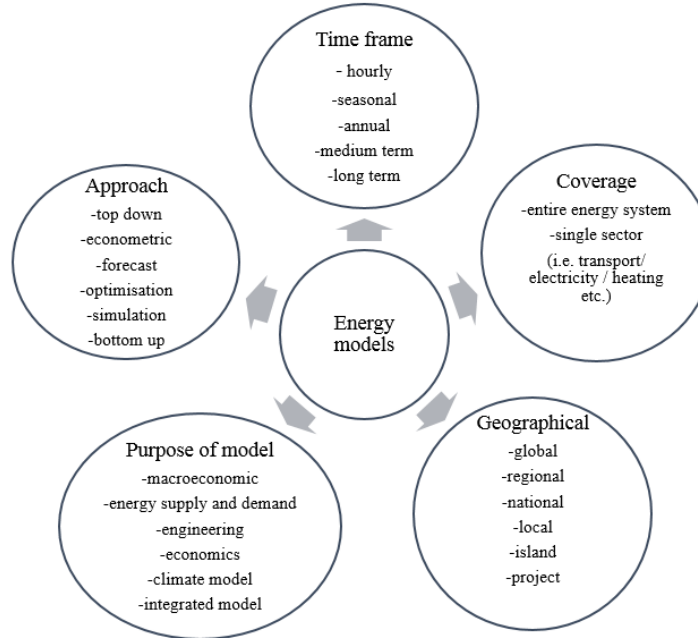 Time frame
- hourly
-seasonal
-annual
-medium term
-long term
Approach
-top down
-econometric
-forecast
-optimisation
-simulation
-bottom up
Coverage
-entire energy system
-single sector
(i.e. transport/
electricity / heating
etc.)
Energy
models
Purpose of model
-macroeconomic
-energy supply and demand
-engineering
-economics
-climate model
-integrated model
Geographical
-global
-regional
-national
-local
-island
-project